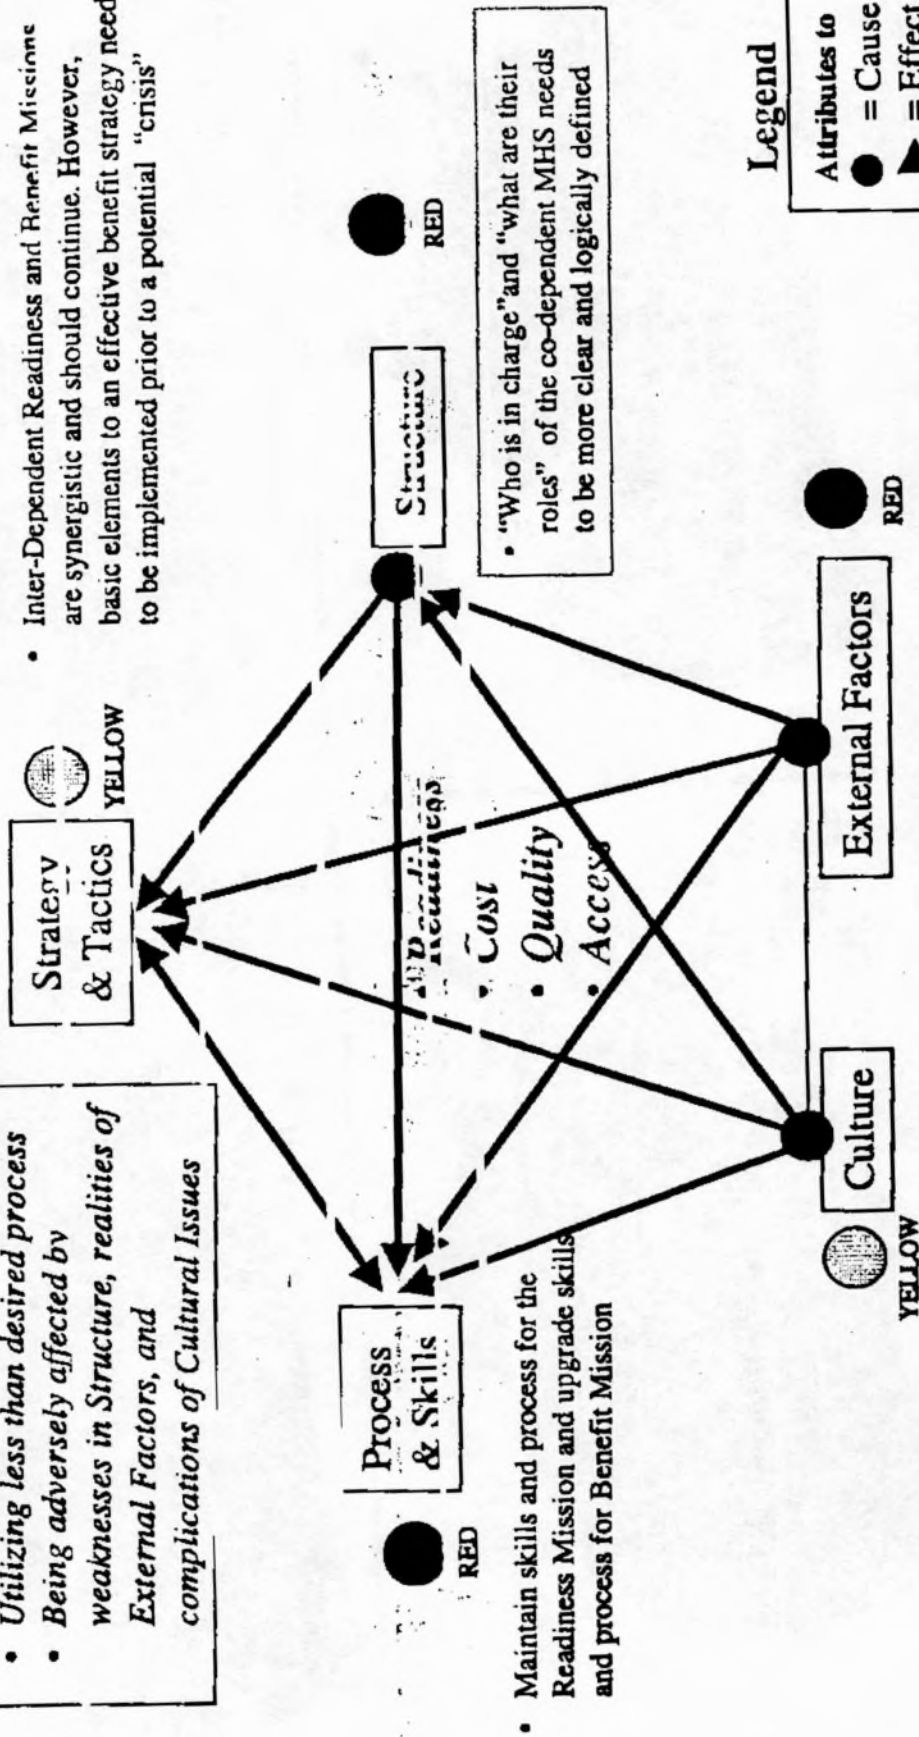 • Utilizing less than desired process
• Being adversely affected by
weaknesses in Structure, realities of
External Factors, and
complications of Cultural Issues
Strategy
& Tactics
YELLOW
• Inter-Dependent Readiness and Benefit Missions
are synergistic and should continue. However,
basic elements to an effective benefit strategy need
to be implemented prior to a potential "crisis"
Process
& Skills
RED
• Maintain skills and process for the
Readiness Mission and upgrade skills
and process for Benefit Mission
Readiness
• Cost
• Quality
• Access
Structure
RED
• "Who is in charge"and "what are their
roles" of the co-dependent MHS needs
to be more clear and logically defined
Culture
YELLOW
External Factors
RED
Legend
Attributes to
= Cause
= Effect